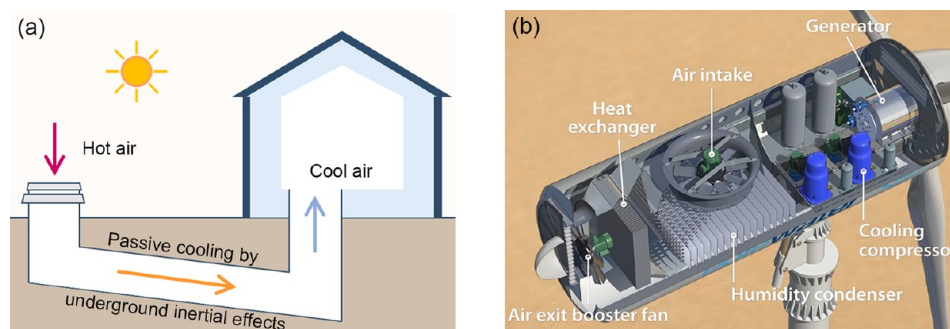 (a)
Hot air
Cool air
Passive cooling by
underground inertial effects
(b)
Generator
Air intake
Heat
exchanger
Cooling
compresso
Humidity condenser
Air exit booster fan